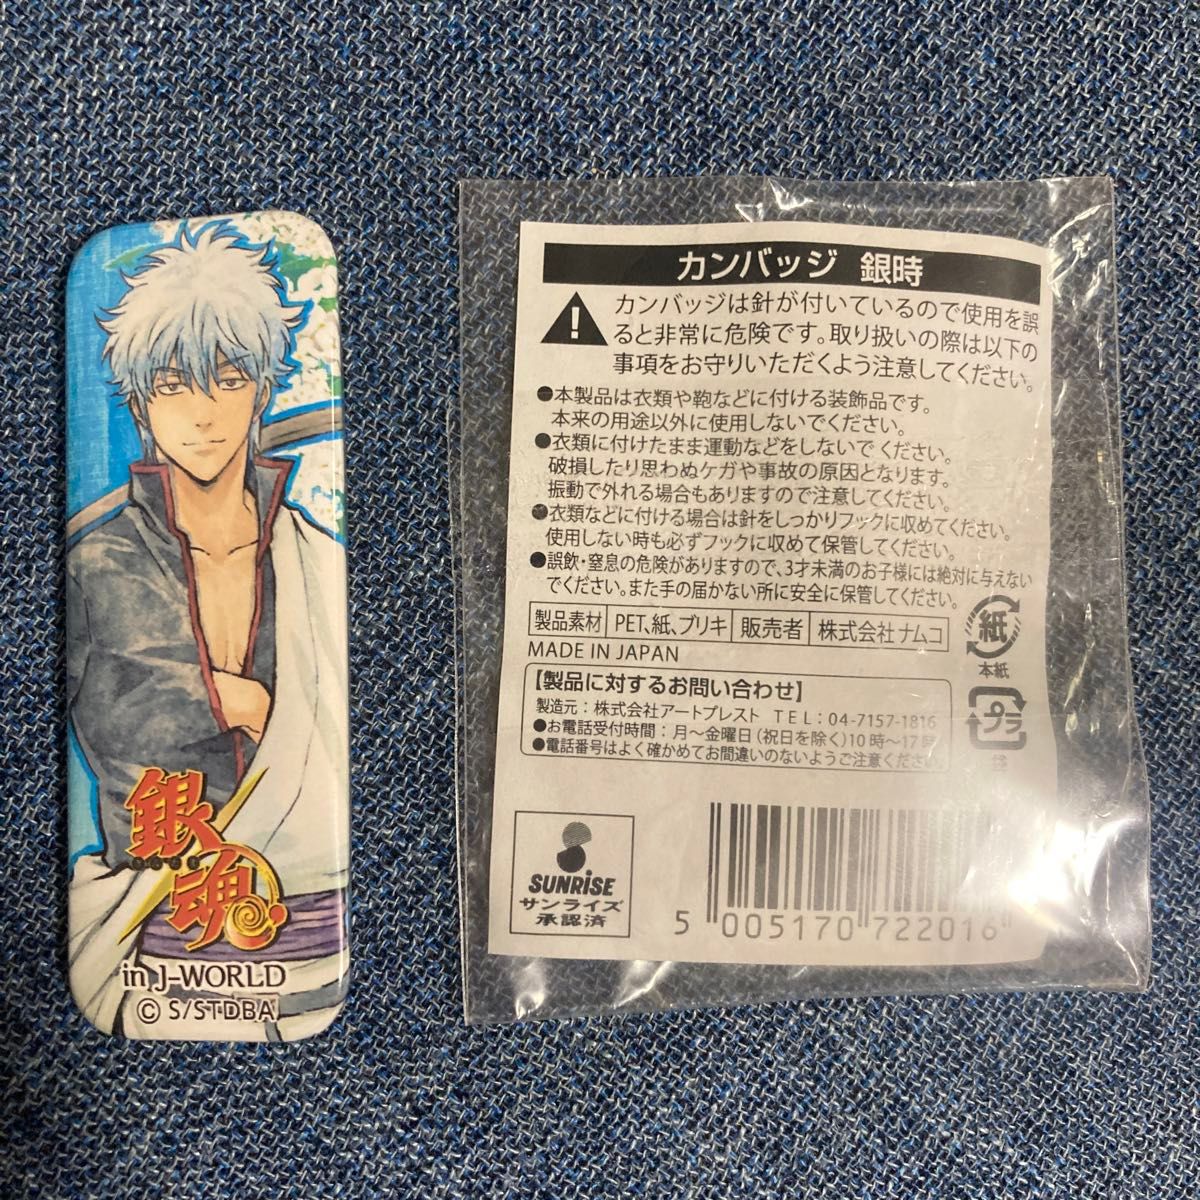 銀魂
in J-WORLD
© S/STDBA
カンバッジ 銀時
カンバッジは針が付いているので使用を誤
ると非常に危険です。取り扱いの際は以下の
事項をお守りいただくよう注意してください。
●本製品は衣類や鞄などに付ける装飾品です。
本来の用途以外に使用しないでください。
●衣類に付けたまま運動などをしないでください。
破損したり思わぬケガや事故の原因となります。
振動で外れる場合もありますので注意してください。
●衣類などに付ける場合は針をしっかりフックに収めてください。
使用しない時も必ずフックに収めて保管してください。
●誤飲・窒息の危険がありますので、3才未満のお子様には絶対に与えない
でください。また手の届かない所に安全に保管してください。
製品素材 PET、紙、ブリキ 販売者 株式会社ナムコ
MADE IN JAPAN
紙
本紙
プラ
袋
【製品に対するお問い合わせ】
製造元：株式会社アートプレスト TEL：04-7157-1816
●お電話受付時間：月～金曜日（祝日を除く）10時～17時
●電話番号はよく確かめてお間違いのないようご注意ください。
SUNRISE
サンライズ
承認済
5 005170 722016